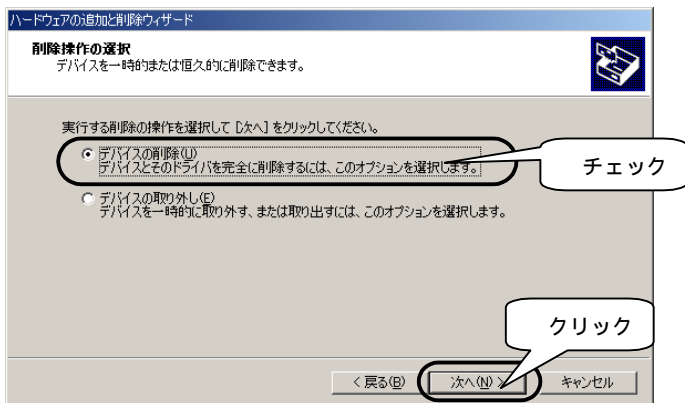 ハードウェアの追加と削除ウィザード
削除操作の選択
デバイスを一時的または恒久的に削除できます。
実行する削除の操作を選択して [次へ] をクリックしてください。
デバイスの削除(U)
デバイスとそのドライバを完全に削除するには、このオプションを選択します。
チェック
デバイスの取り外し(E)
デバイスを一時的に取り外す、または取り出すには、このオプションを選択します。
クリック
< 戻る(B)
次へ(N) >
キャンセル